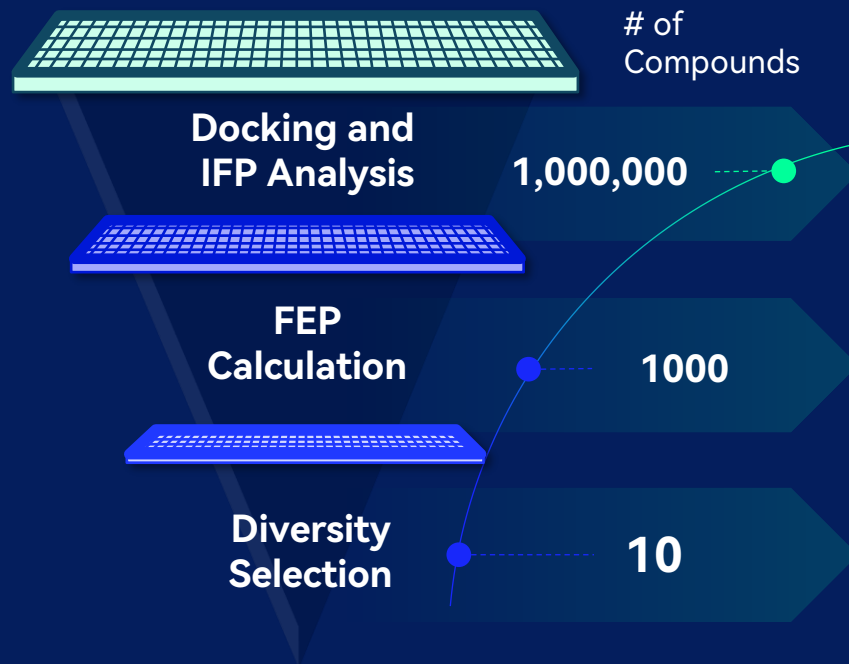 # of
Compounds
Docking and
IFP Analysis
1,000,000
FEP
Calculation
1000
Diversity
Selection
10